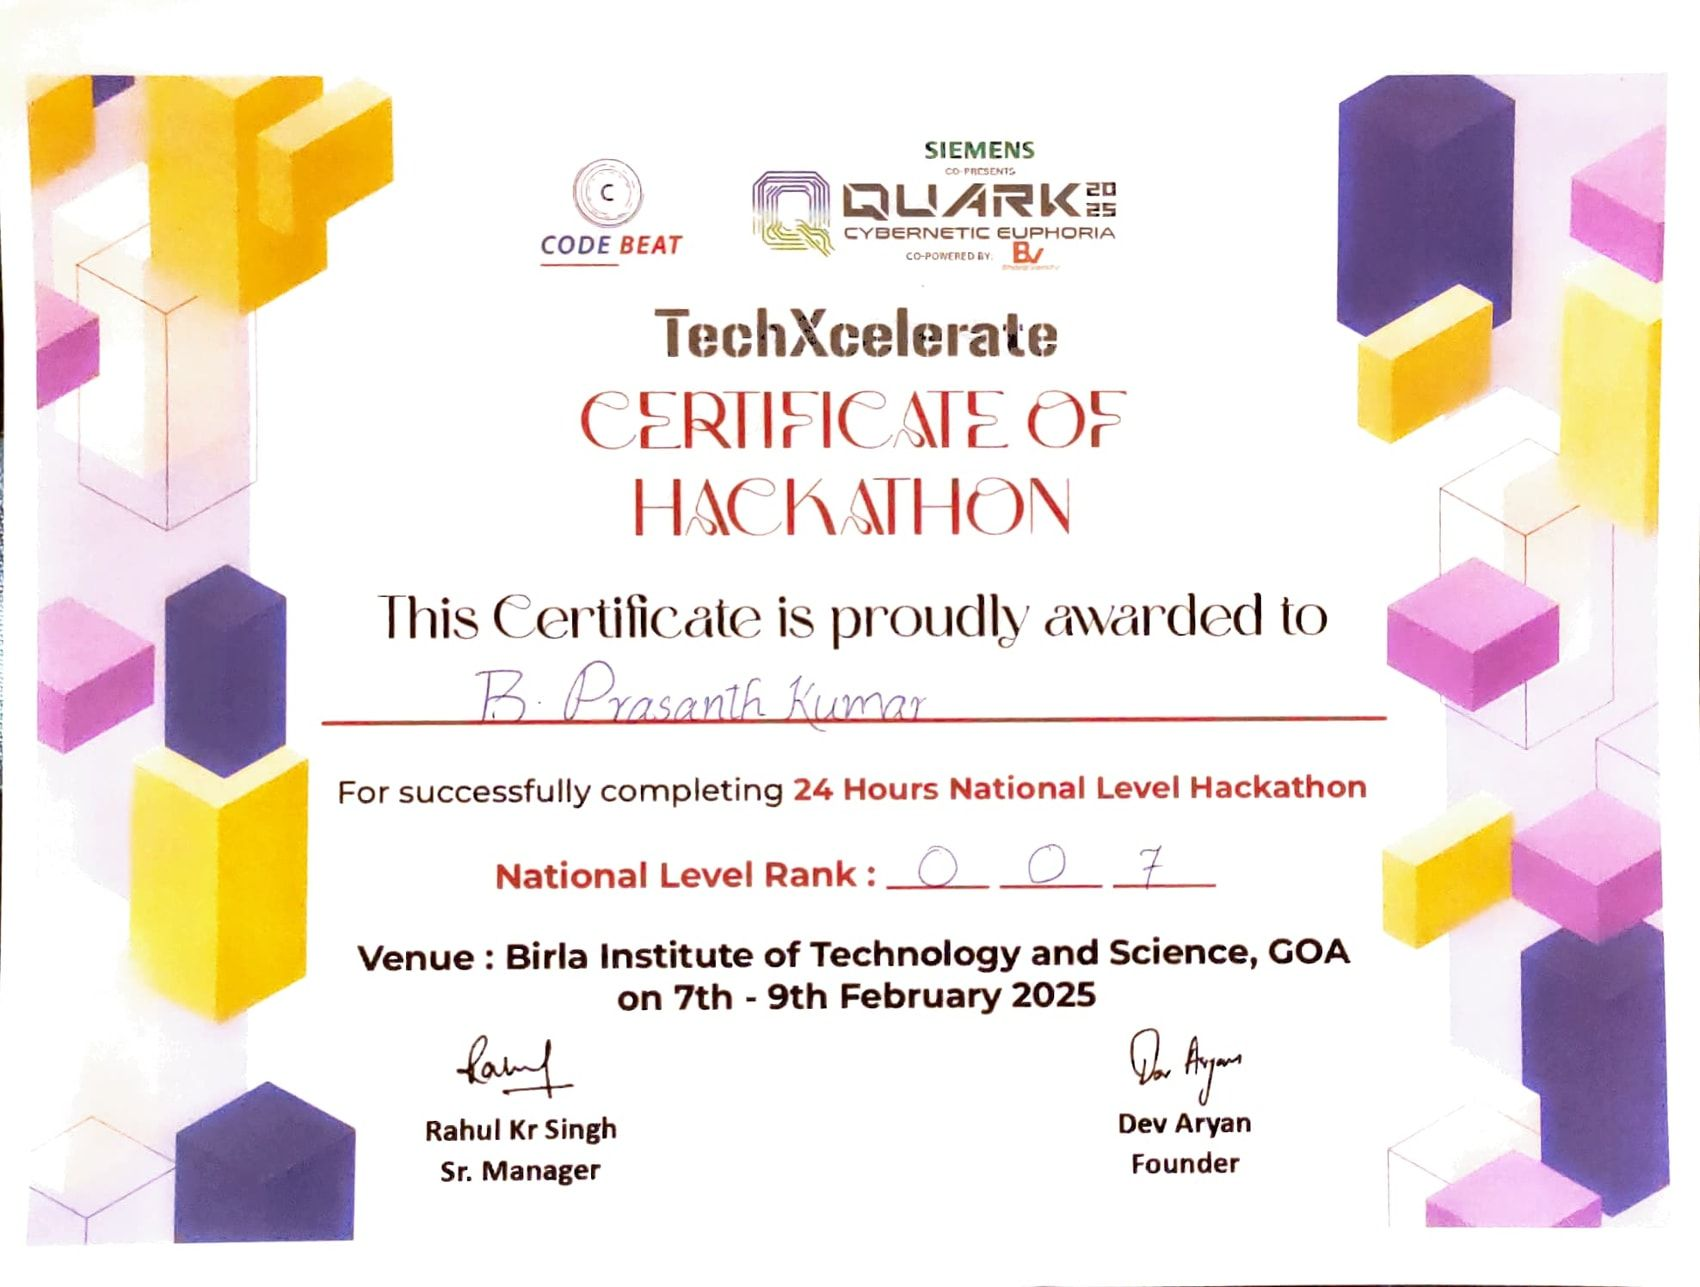 SIEMENS
CO-PRESENTS
C
CODE BEAT
QUARK 2025
CYBERNETIC EUPHORIA
CO-POWERED BY:
BV
TechXcelerate
CERTIFICATE OF
HACKATHON
This Certificate is proudly awarded to
B. Prasanth Kumar
For successfully completing 24 Hours National Level Hackathon
National Level Rank : 0 0 7
Venue : Birla Institute of Technology and Science, GOA
on 7th - 9th February 2025
Rahul
Dev Aryan
Rahul Kr Singh
Sr. Manager
Dev Aryan
Founder